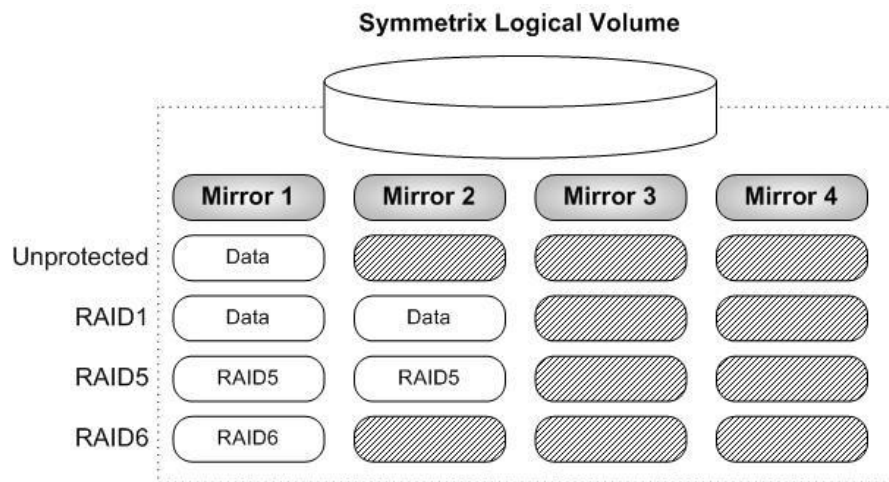 Symmetrix Logical Volume
Mirror 1 Mirror 2 Mirror 3 Mirror 4
Unprotected Data
RAID1 Data Data
RAID5 RAID5 RAID5
RAID6 RAID6